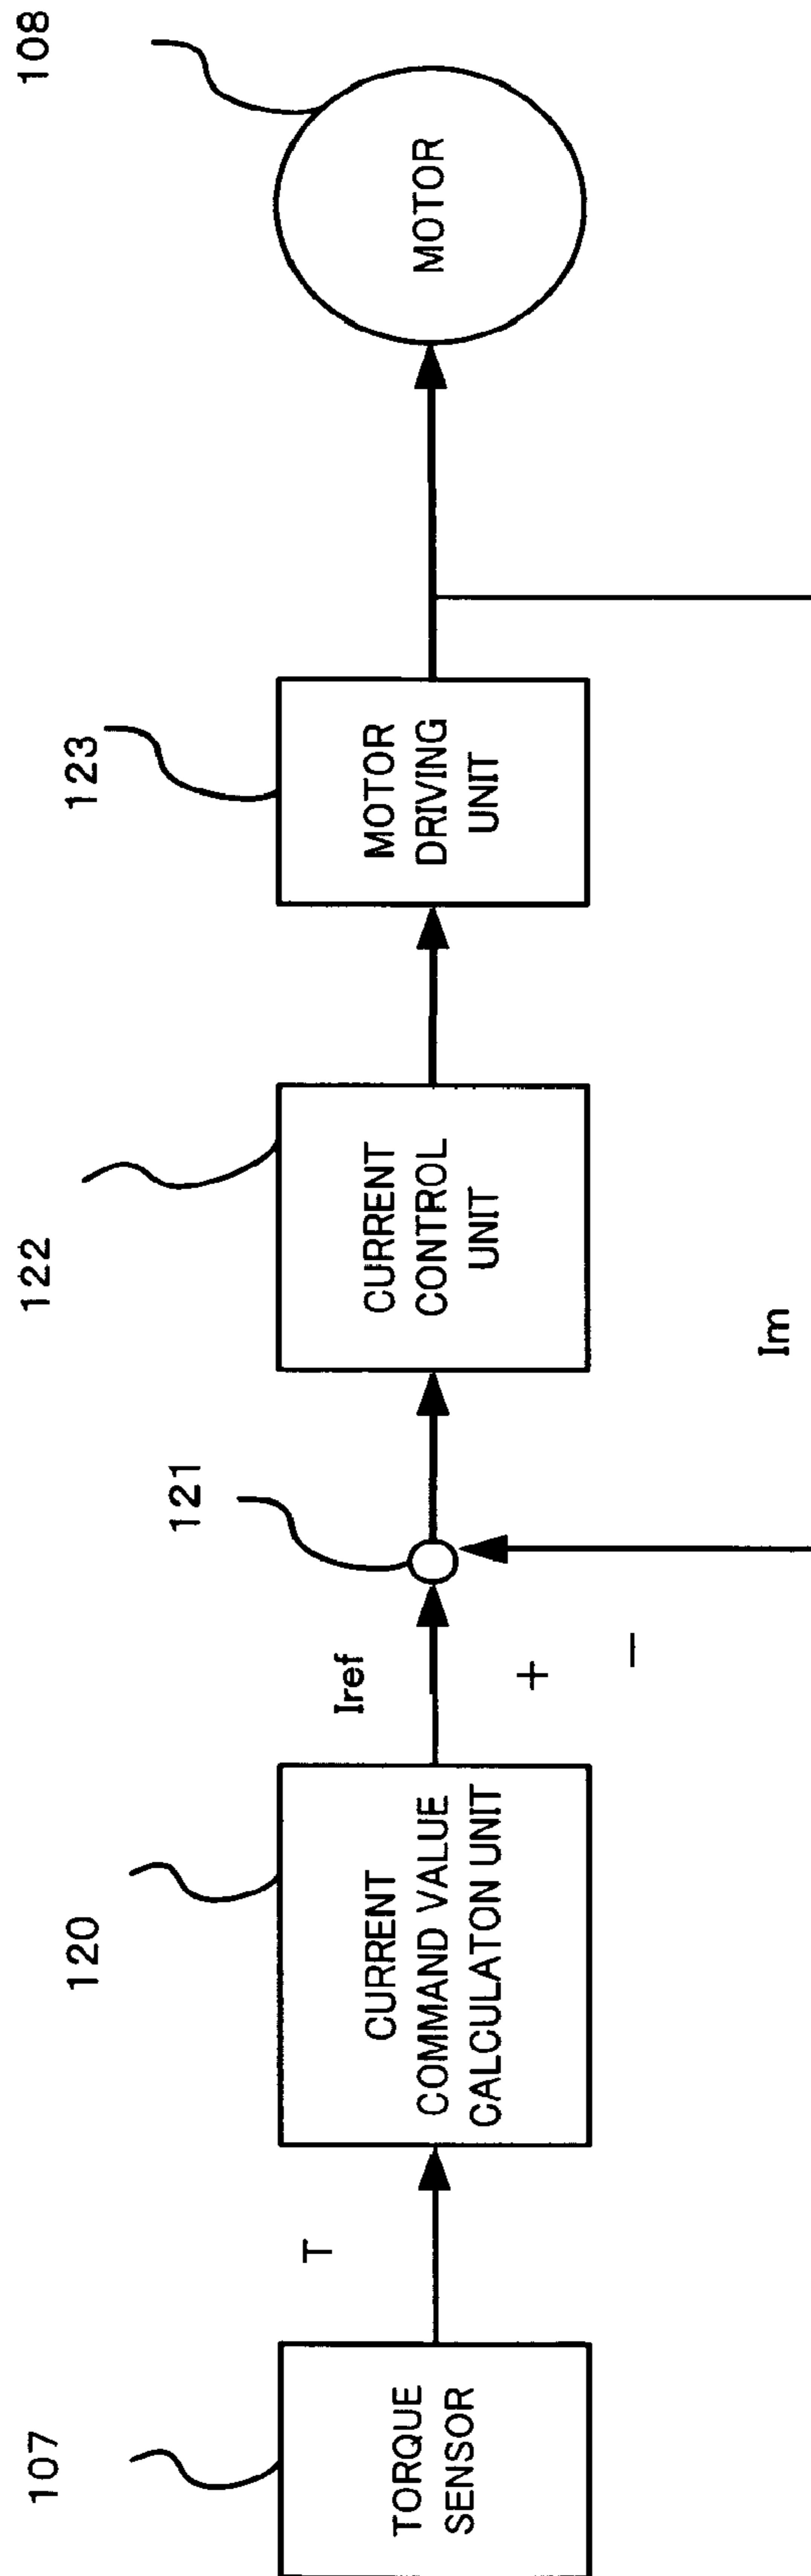 107
TORQUE
SENSOR
T
120
CURRENT
COMMAND VALUE
CALCULATON UNIT
Iref
+
−
121
122
CURRENT
CONTROL
UNIT
Im
123
MOTOR
DRIVING
UNIT
108
MOTOR